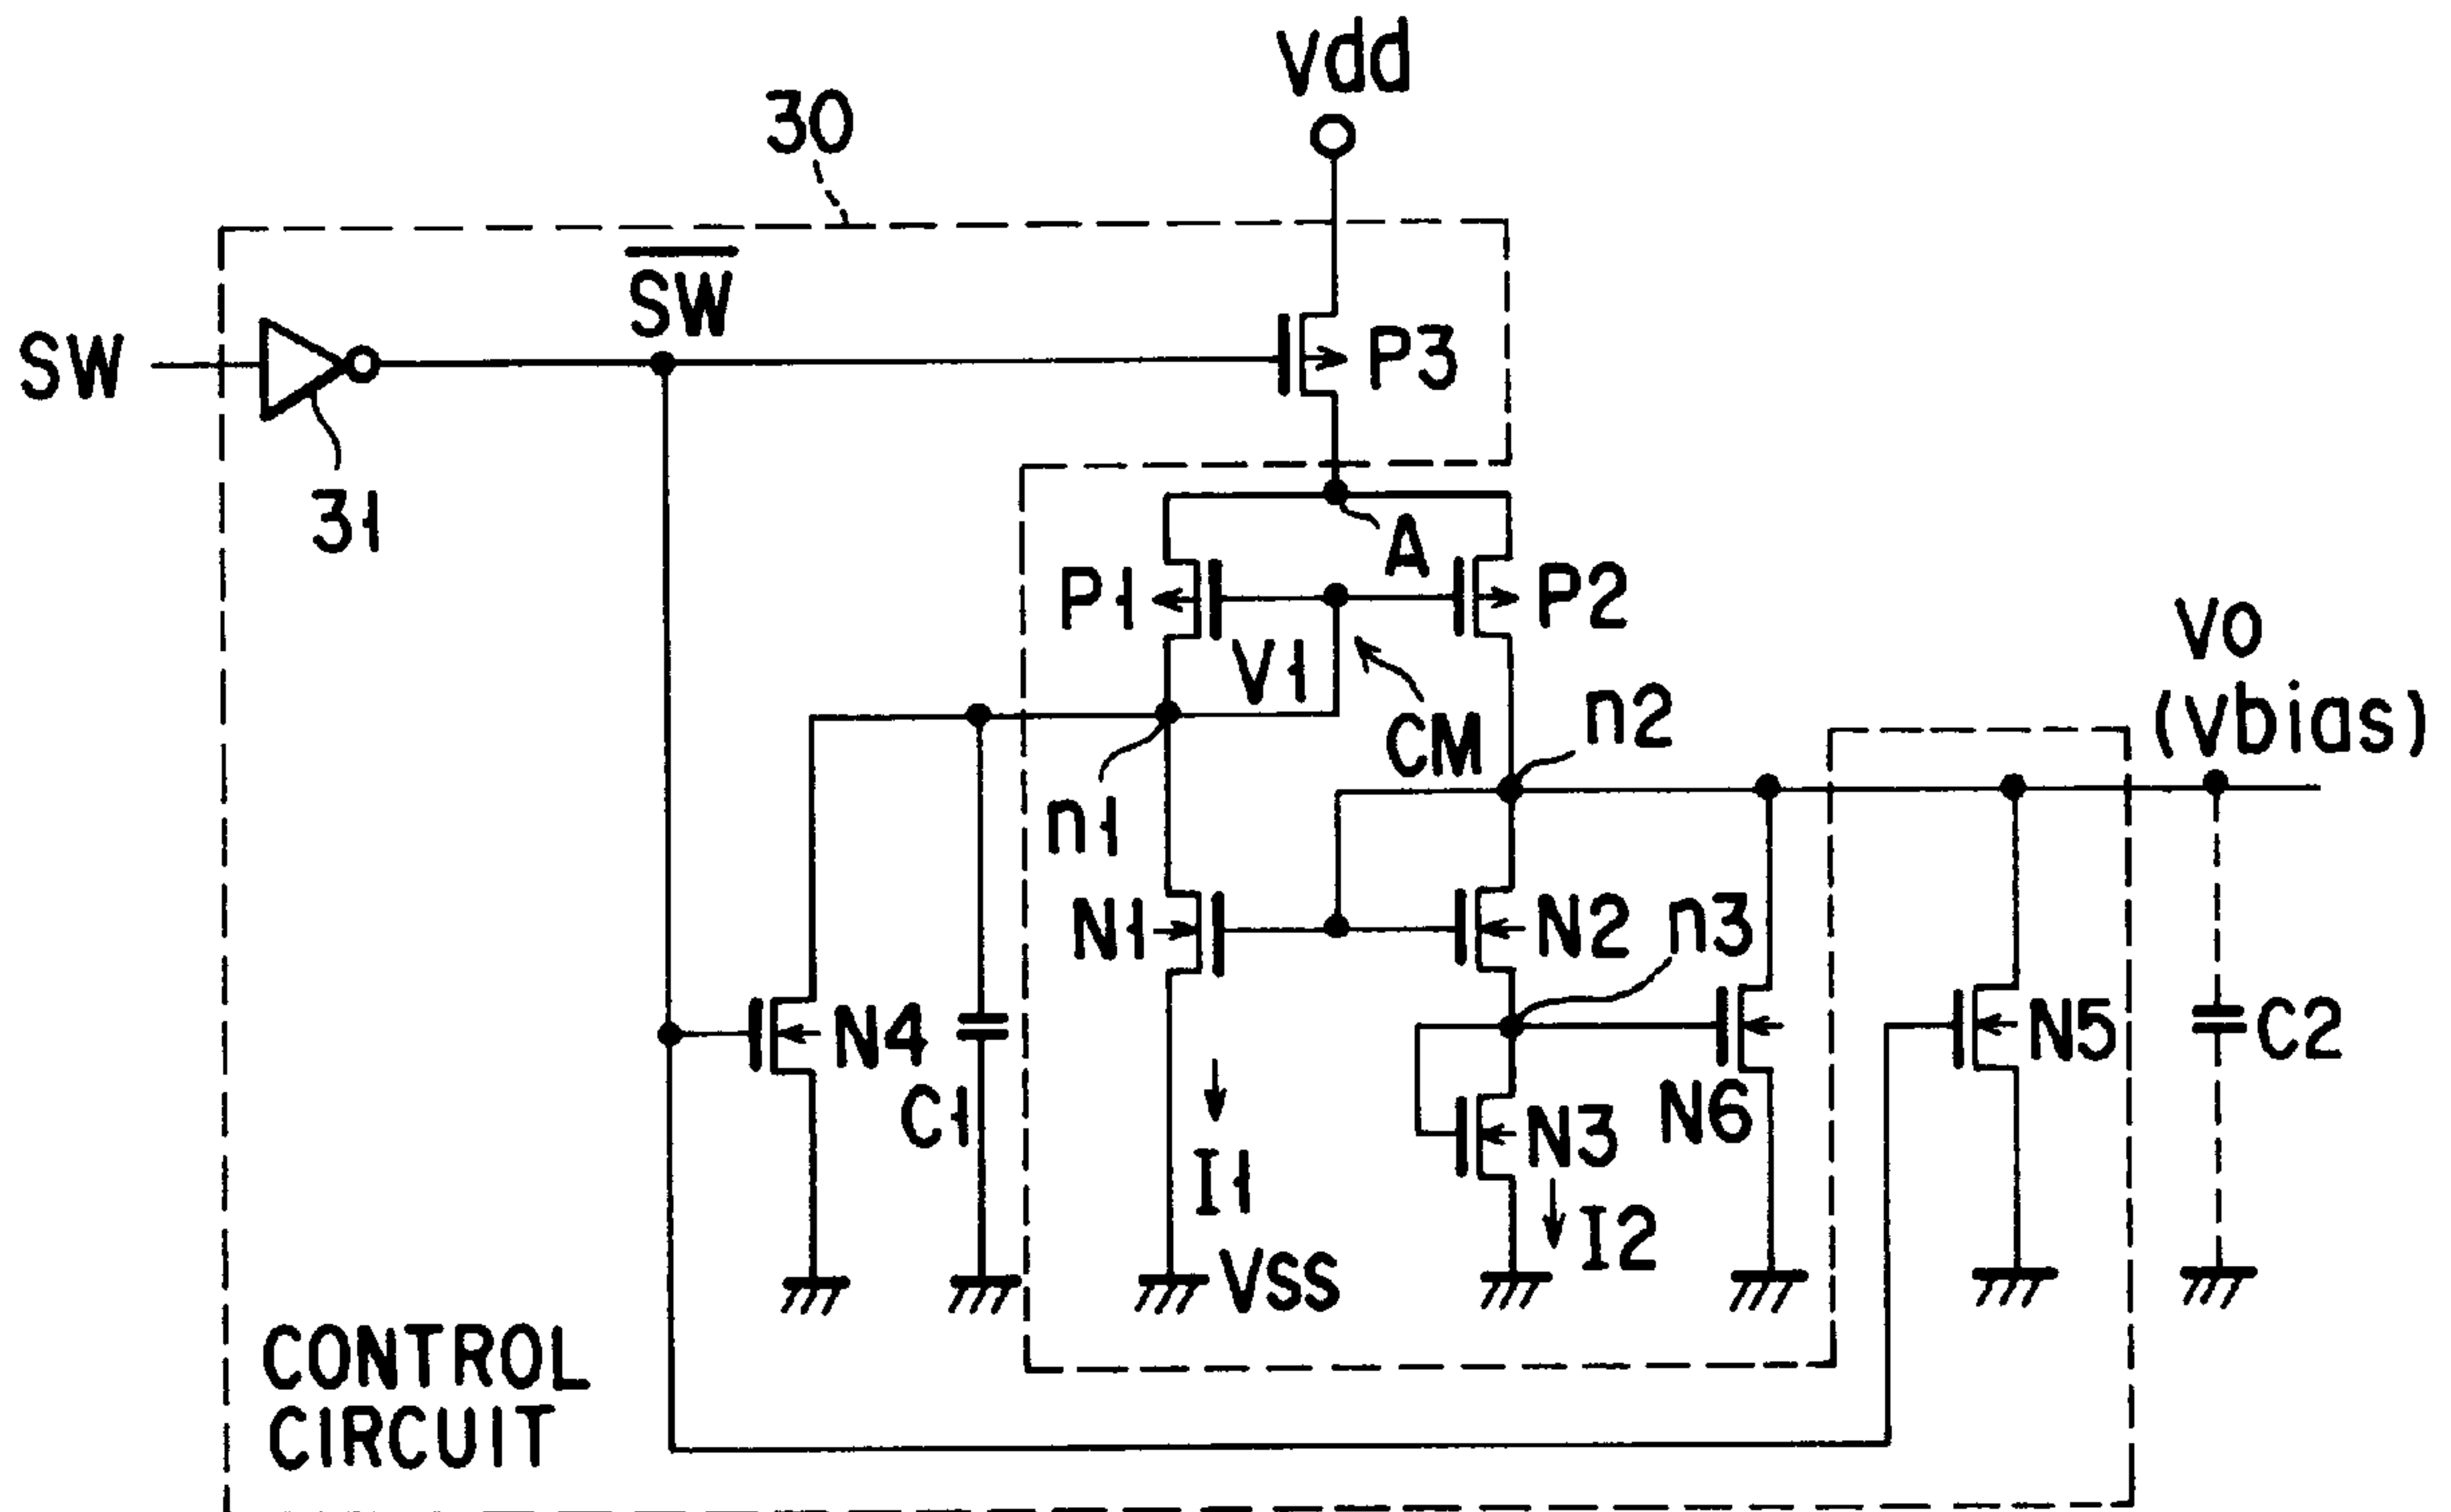 Vdd
30
S̅W̅
SW
P3
31
A
P1
P2
V1
CM
n2
VO
(Vbias)
n1
N1
N2
n3
N4
C1
N5
C2
N6
N3
I1
I2
VSS
CONTROL
CIRCUIT